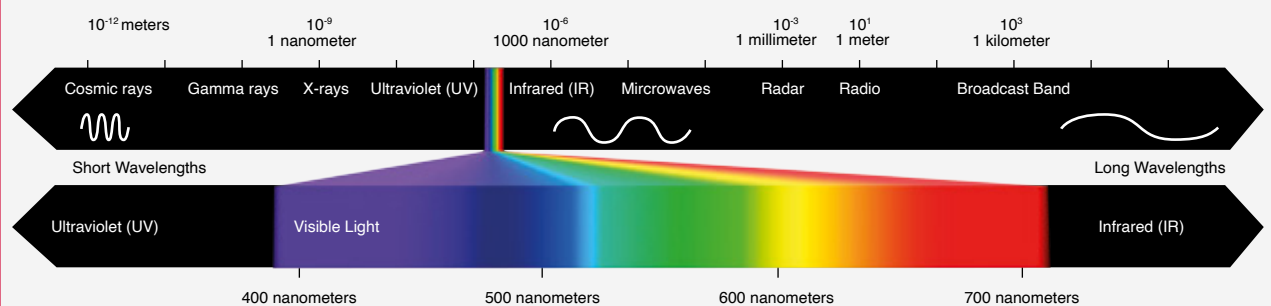 10-12 meters
10-9
1 nanometer
10-6
1000 nanometer
10-3
1 millimeter
101
1 meter
103
1 kilometer
Cosmic rays Gamma rays X-rays Ultraviolet (UV) Infrared (IR) Mircrowaves Radar Radio Broadcast Band
Short Wavelengths Long Wavelengths
Ultraviolet (UV) Visible Light Infrared (IR)
400 nanometers 500 nanometers 600 nanometers 700 nanometers